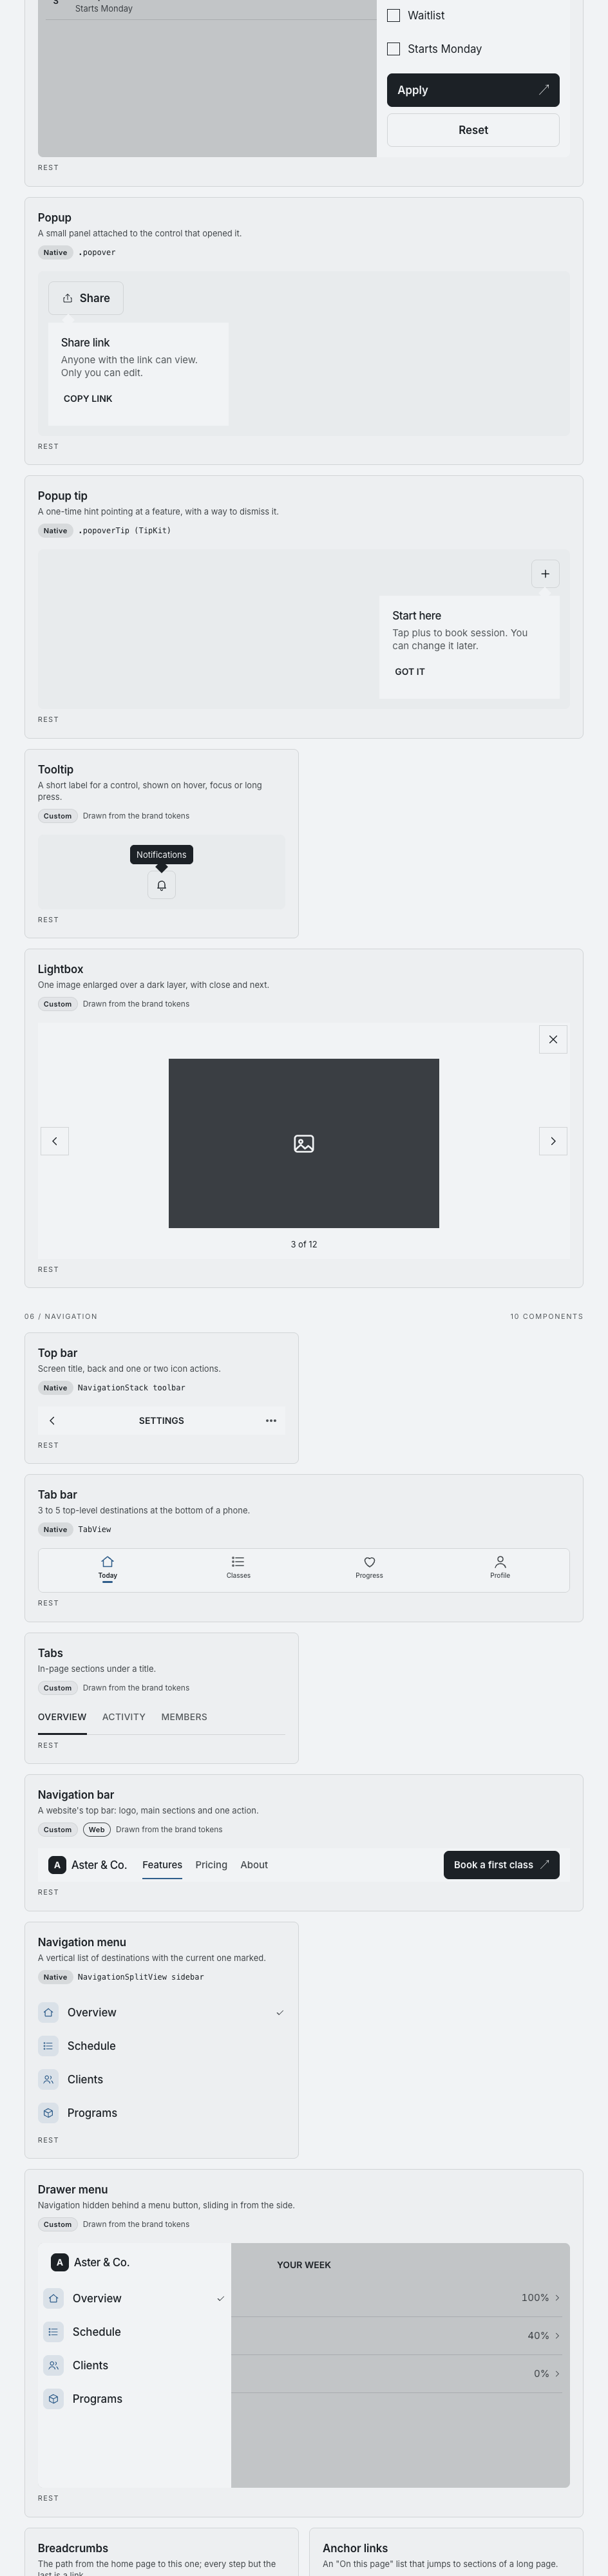 Starts Monday
Waitlist
Starts Monday
Apply
Reset
REST
Popup
A small panel attached to the control that opened it.
Native .popover
Share
Share link
Anyone with the link can view.
Only you can edit.
COPY LINK
REST
Popup tip
A one-time hint pointing at a feature, with a way to dismiss it.
Native .popoverTip (TipKit)
Start here
Tap plus to book session. You
can change it later.
GOT IT
REST
Tooltip
A short label for a control, shown on hover, focus or long
press.
Custom Drawn from the brand tokens
Notifications
REST
Lightbox
One image enlarged over a dark layer, with close and next.
Custom Drawn from the brand tokens
3 of 12
REST
06 / NAVIGATION 10 COMPONENTS
Top bar
Screen title, back and one or two icon actions.
Native NavigationStack toolbar
SETTINGS
REST
Tab bar
3 to 5 top-level destinations at the bottom of a phone.
Native TabView
Today Classes Progress Profile
REST
Tabs
In-page sections under a title.
Custom Drawn from the brand tokens
OVERVIEW ACTIVITY MEMBERS
REST
Navigation bar
A website's top bar: logo, main sections and one action.
Custom Web Drawn from the brand tokens
A Aster & Co. Features Pricing About Book a first class
REST
Navigation menu
A vertical list of destinations with the current one marked.
Native NavigationSplitView sidebar
Overview
Schedule
Clients
Programs
REST
Drawer menu
Navigation hidden behind a menu button, sliding in from the side.
Custom Drawn from the brand tokens
A Aster & Co.
Overview
Schedule
Clients
Programs
YOUR WEEK
100%
40%
0%
REST
Breadcrumbs
The path from the home page to this one; every step but the
Anchor links
An "On this page" list that jumps to sections of a long page.